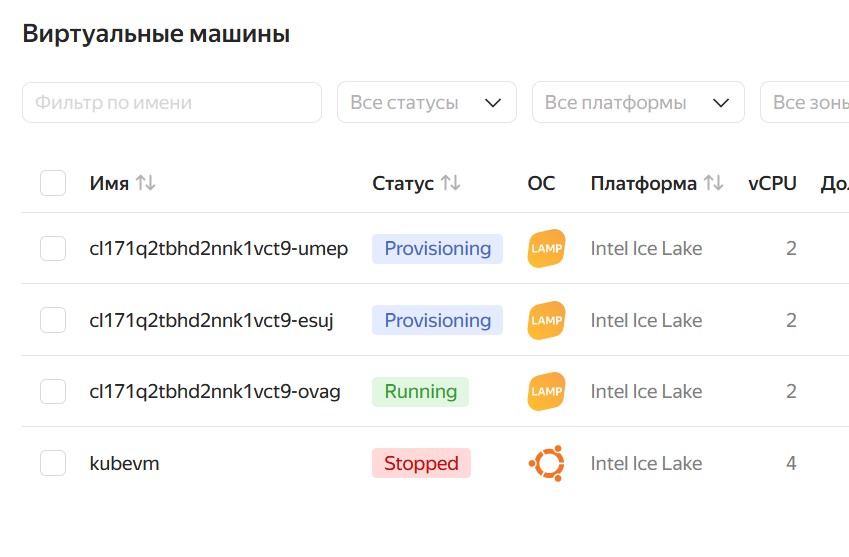 Виртуальные машины
Фильтр по имени Все статусы Все платформы Все зоны
Имя Статус ОС Платформа vCPU
cl171q2tbhd2nnk1vct9-umep Provisioning LAMP Intel Ice Lake 2
cl171q2tbhd2nnk1vct9-esuj Provisioning LAMP Intel Ice Lake 2
cl171q2tbhd2nnk1vct9-ovag Running LAMP Intel Ice Lake 2
kubevm Stopped Intel Ice Lake 4